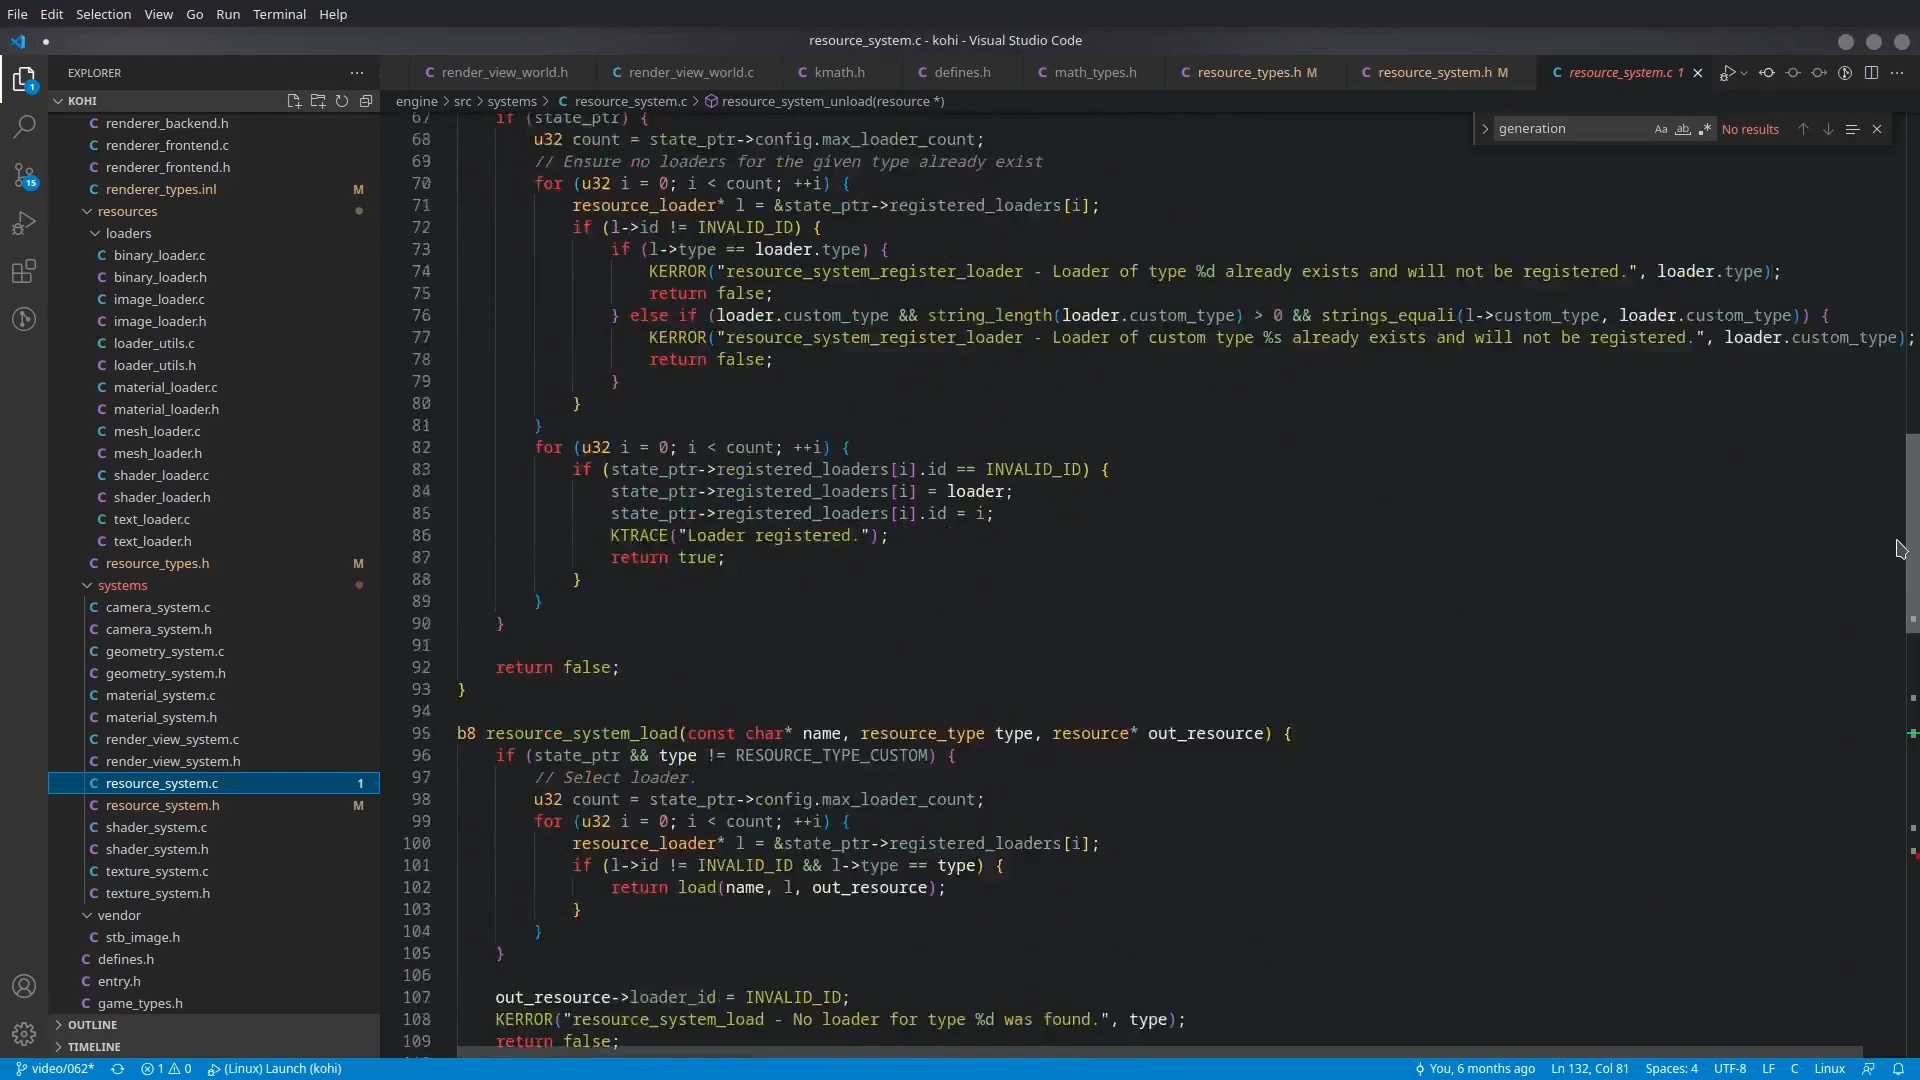 File Edit Selection View Go Run Terminal Help
resource_system.c - kohi - Visual Studio Code
EXPLORER
render_view_world.h render_view_world.c kmath.h defines.h math_types.h resource_types.h M resource_system.h M resource_system.c 1
KOHI
engine > src > systems > C resource_system.c > resource_system_unload(resource *)
generation Aa ab No results
renderer_backend.h
renderer_frontend.c
renderer_frontend.h
renderer_types.inl M
resources
loaders
binary_loader.c
binary_loader.h
image_loader.c
image_loader.h
loader_utils.c
loader_utils.h
material_loader.c
material_loader.h
mesh_loader.c
mesh_loader.h
shader_loader.c
shader_loader.h
text_loader.c
text_loader.h
resource_types.h M
systems
camera_system.c
camera_system.h
geometry_system.c
geometry_system.h
material_system.c
material_system.h
render_view_system.c
render_view_system.h
resource_system.c 1
resource_system.h M
shader_system.c
shader_system.h
texture_system.c
texture_system.h
vendor
stb_image.h
defines.h
entry.h
game_types.h
OUTLINE
TIMELINE
67 if (state_ptr) {
68 u32 count = state_ptr->config.max_loader_count;
69 // Ensure no loaders for the given type already exist
70 for (u32 i = 0; i < count; ++i) {
71 resource_loader* l = &state_ptr->registered_loaders[i];
72 if (l->id != INVALID_ID) {
73 if (l->type == loader.type) {
74 KERROR("resource_system_register_loader - Loader of type %d already exists and will not be registered.", loader.type);
75 return false;
76 } else if (loader.custom_type && string_length(loader.custom_type) > 0 && strings_equali(l->custom_type, loader.custom_type)) {
77 KERROR("resource_system_register_loader - Loader of custom type %s already exists and will not be registered.", loader.custom_type);
78 return false;
79 }
80 }
81 }
82 for (u32 i = 0; i < count; ++i) {
83 if (state_ptr->registered_loaders[i].id == INVALID_ID) {
84 state_ptr->registered_loaders[i] = loader;
85 state_ptr->registered_loaders[i].id = i;
86 KTRACE("Loader registered.");
87 return true;
88 }
89 }
90 }
91
92 return false;
93 }
94
95 b8 resource_system_load(const char* name, resource_type type, resource* out_resource) {
96 if (state_ptr && type != RESOURCE_TYPE_CUSTOM) {
97 // Select loader.
98 u32 count = state_ptr->config.max_loader_count;
99 for (u32 i = 0; i < count; ++i) {
100 resource_loader* l = &state_ptr->registered_loaders[i];
101 if (l->id != INVALID_ID && l->type == type) {
102 return load(name, l, out_resource);
103 }
104 }
105 }
106
107 out_resource->loader_id = INVALID_ID;
108 KERROR("resource_system_load - No loader for type %d was found.", type);
109 return false;
video/062* 1 0 (Linux) Launch (kohi) You, 6 months ago Ln 132, Col 81 Spaces: 4 UTF-8 LF C Linux